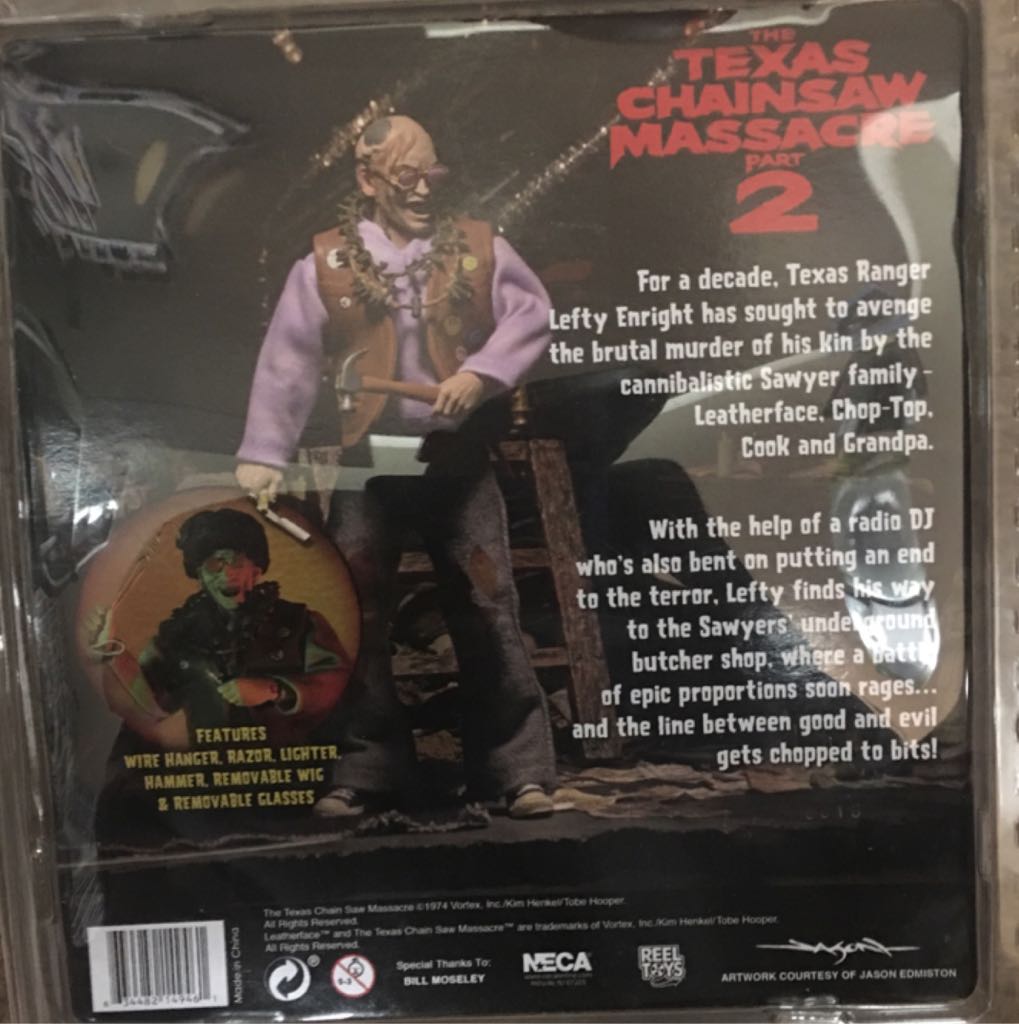 THE
TEXAS
CHAINSAW
MASSACRE
PART
2
For a decade, Texas Ranger
Lefty Enright has sought to avenge
the brutal murder of his kin by the
cannibalistic Sawyer family -
Leatherface, Chop-Top,
Cook and Grandpa.
With the help of a radio DJ
who's also bent on putting an end
to the terror, Lefty finds his way
to the Sawyers' underground
butcher shop, where a battle
of epic proportions soon rages...
and the line between good and evil
gets chopped to bits!
FEATURES
WIRE HANGER, RAZOR, LIGHTER,
HAMMER, REMOVABLE WIG
& REMOVABLE GLASSES
The Texas Chain Saw Massacre ©1974 Vortex, Inc./Kim Henkel/Tobe Hooper.
All Rights Reserved.
Leatherface™ and The Texas Chain Saw Massacre™ are trademarks of Vortex, Inc./Kim Henkel/Tobe Hooper.
All Rights Reserved.
Made in China
®
0-3
Special Thanks To:
BILL MOSELEY
NECA
REEL
TOYS
ARTWORK COURTESY OF JASON EDMISTON